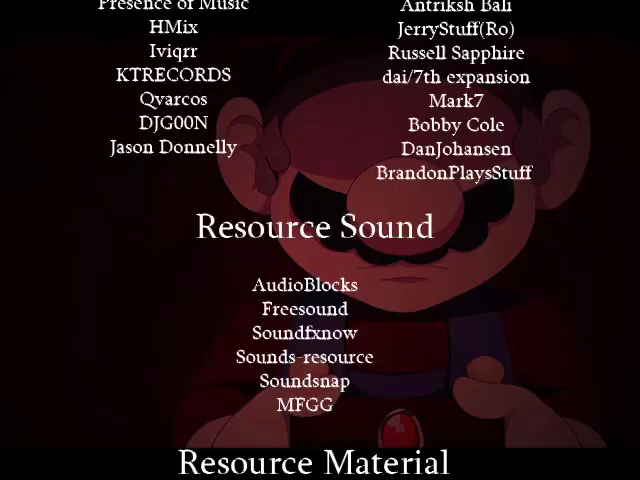 Presence of Music
HMix
Iviqrr
KTRECORDS
Qvarcos
DJG00N
Jason Donnelly
Antriksh Bali
JerryStuff(Ro)
Russell Sapphire
dai/7th expansion
Mark7
Bobby Cole
DanJohansen
BrandonPlaysStuff
Resource Sound
AudioBlocks
Freesound
Soundfxnow
Sounds-resource
Soundsnap
MFGG
Resource Material